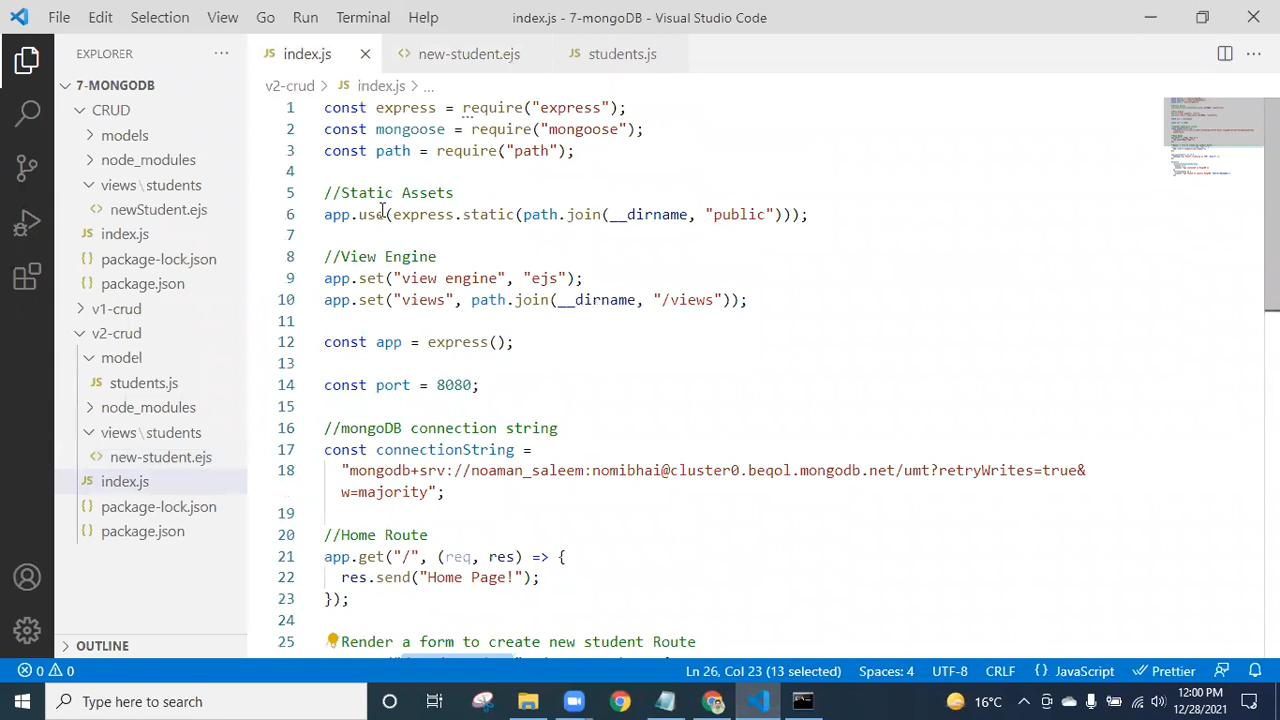 File Edit Selection View Go Run Terminal Help index.js - 7-mongoDB - Visual Studio Code
EXPLORER
7-MONGODB
CRUD
models
node_modules
views\students
newStudent.ejs
index.js
package-lock.json
package.json
v1-crud
v2-crud
model
students.js
node_modules
views\students
new-student.ejs
index.js
package-lock.json
package.json
OUTLINE
index.js new-student.ejs students.js
v2-crud > index.js > ...
1 const express = require("express");
2 const mongoose = require("mongoose");
3 const path = require("path");
4
5 //Static Assets
6 app.use(express.static(path.join(__dirname, "public")));
7
8 //View Engine
9 app.set("view engine", "ejs");
10 app.set("views", path.join(__dirname, "/views"));
11
12 const app = express();
13
14 const port = 8080;
15
16 //mongoDB connection string
17 const connectionString =
18 "mongodb+srv://noaman_saleem:nomibhai@cluster0.beqol.mongodb.net/umt?retryWrites=true&
w=majority";
19
20 //Home Route
21 app.get("/", (req, res) => {
22 res.send("Home Page!");
23 });
24
25 //Render a form to create new student Route
0 0 Ln 26, Col 23 (13 selected) Spaces: 4 UTF-8 CRLF JavaScript Prettier
Type here to search 16°C 12:00 PM
12/28/2021